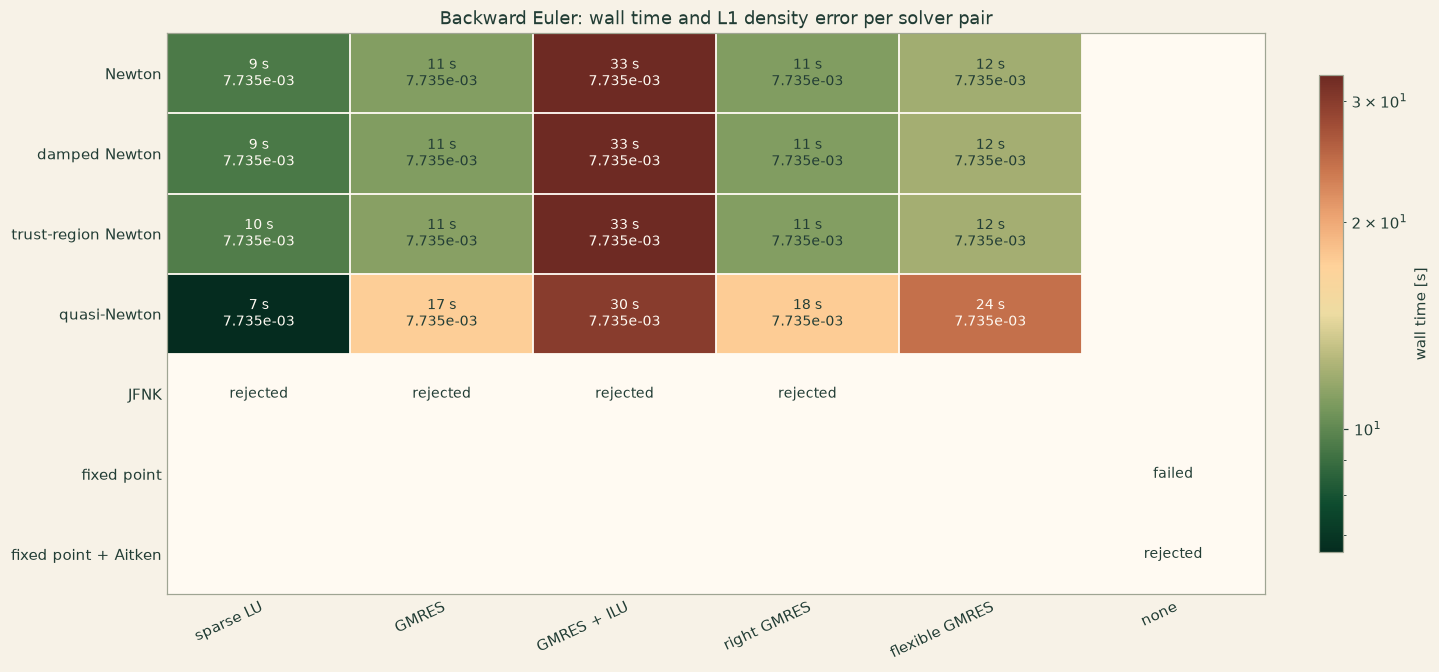 Backward Euler: wall time and L1 density error per solver pair
Newton
9 s
7.735e-03
11 s
7.735e-03
33 s
7.735e-03
11 s
7.735e-03
12 s
7.735e-03
damped Newton
9 s
7.735e-03
11 s
7.735e-03
33 s
7.735e-03
11 s
7.735e-03
12 s
7.735e-03
trust-region Newton
10 s
7.735e-03
11 s
7.735e-03
33 s
7.735e-03
11 s
7.735e-03
12 s
7.735e-03
quasi-Newton
7 s
7.735e-03
17 s
7.735e-03
30 s
7.735e-03
18 s
7.735e-03
24 s
7.735e-03
JFNK
rejected
rejected
rejected
rejected
fixed point
failed
fixed point + Aitken
rejected
sparse LU
GMRES
GMRES + ILU
right GMRES
flexible GMRES
none
3 × 10¹
2 × 10¹
10¹
wall time [s]